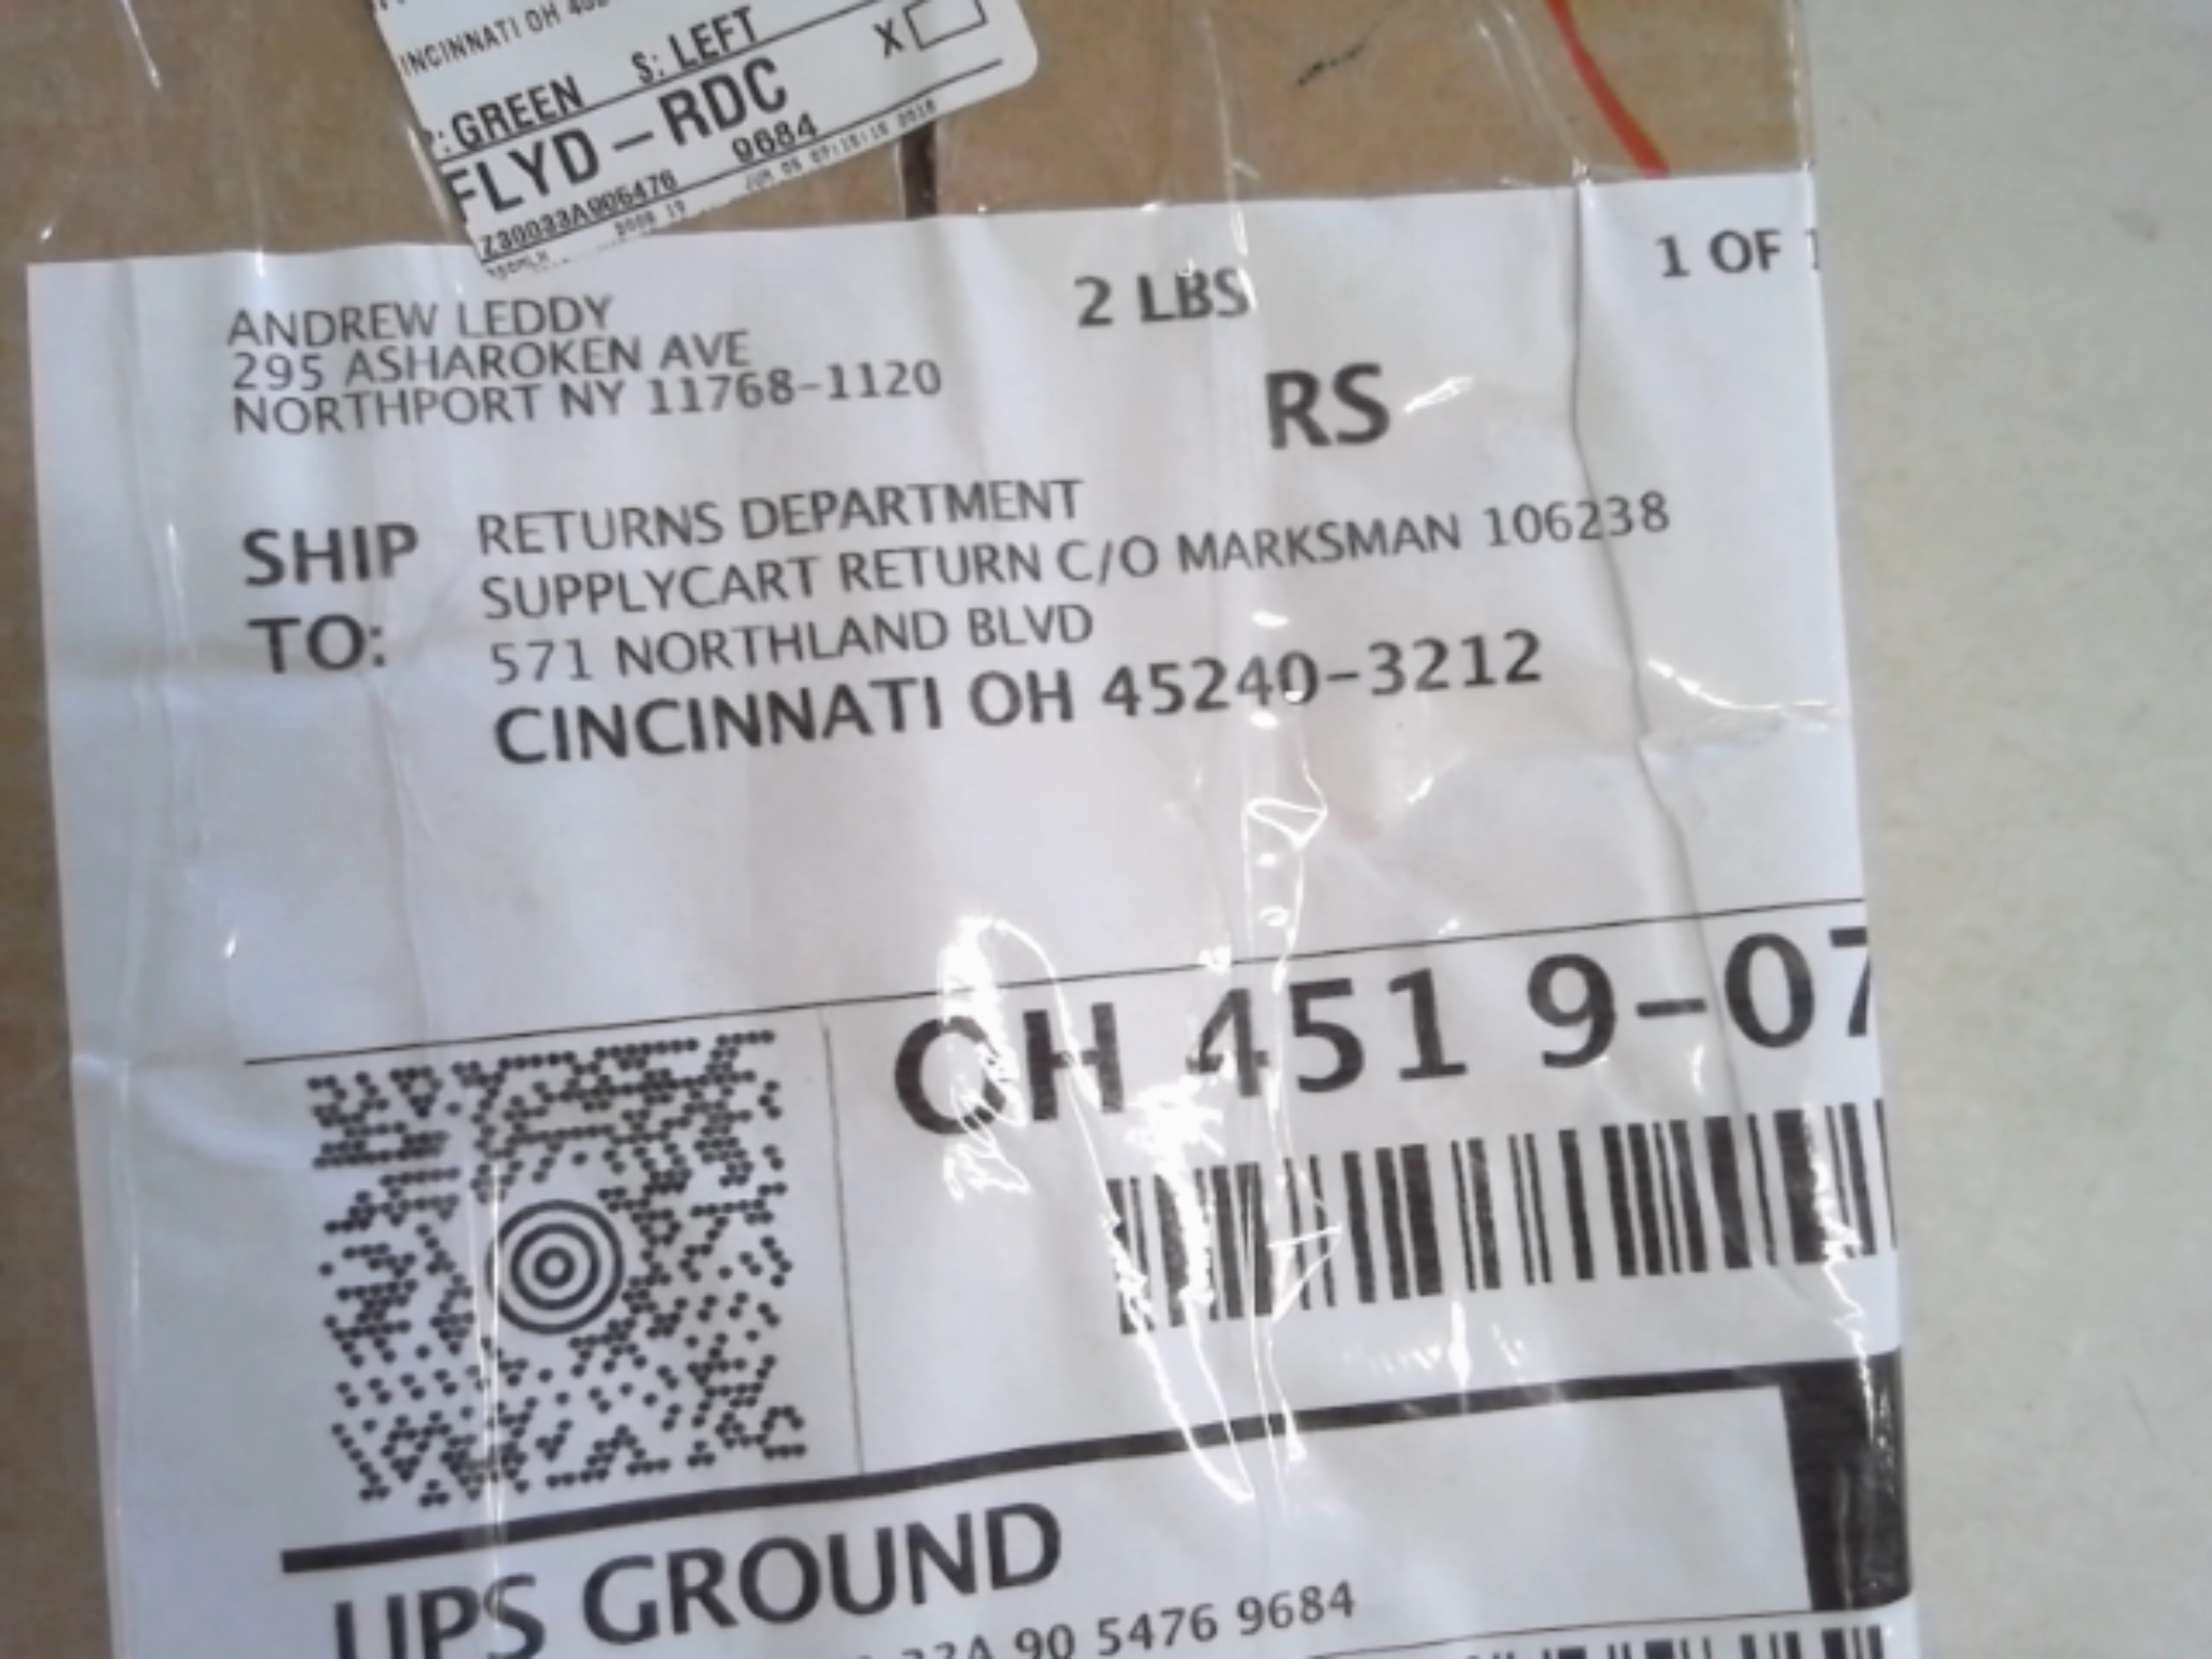 INCINNATI OH
: GREEN S: LEFT X
FLYD-RDC
9684
ANDREW LEDDY
295 ASHAROKEN AVE
NORTHPORT NY 11768-1120
2 LBS
1 OF
RS
SHIP TO:
RETURNS DEPARTMENT
SUPPLYCART RETURN C/O MARKSMAN 106238
571 NORTHLAND BLVD
CINCINNATI OH 45240-3212
OH 451 9-07
UPS GROUND
90 5476 9684